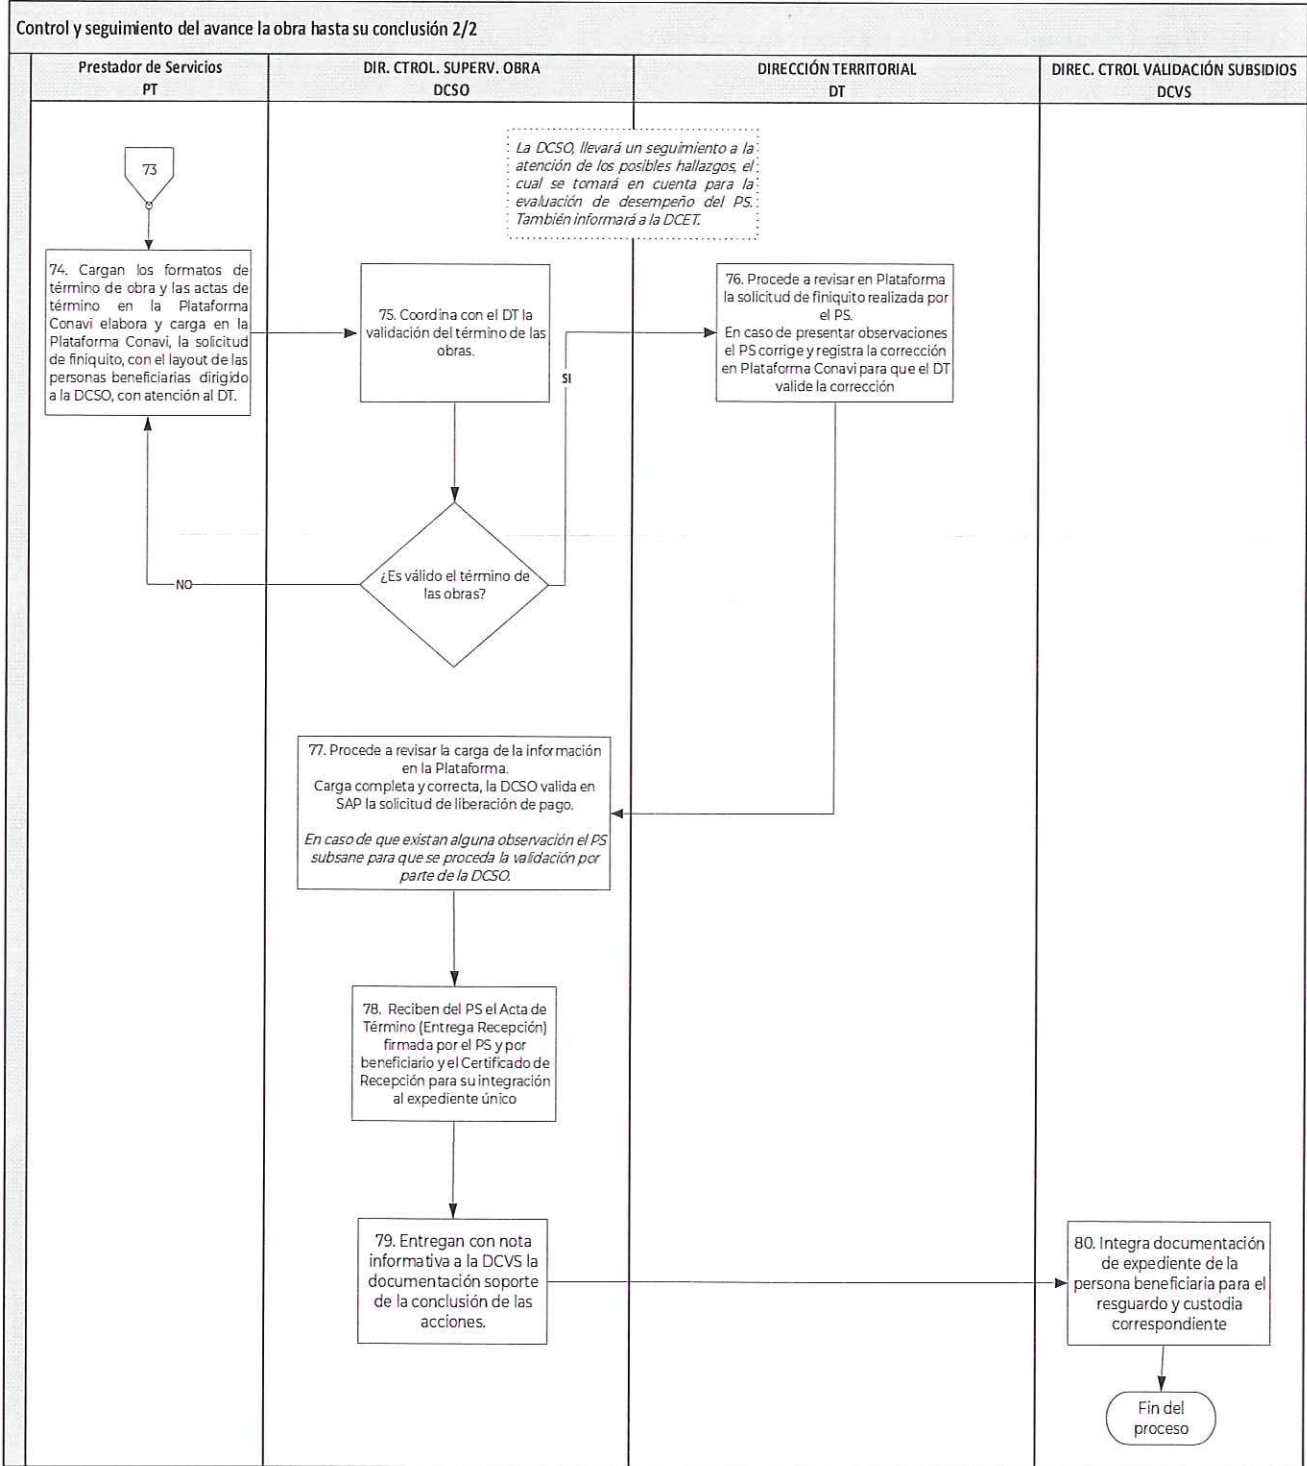 Control y seguimiento del avance la obra hasta su conclusión 2/2
Prestador de Servicios
PT
DIR. CTROL. SUPERV. OBRA
DCSO
DIRECCIÓN TERRITORIAL
DT
DIREC. CTROL VALIDACIÓN SUBSIDIOS
DCVS
73
La DCSO, llevará un seguimiento a la
atención de los posibles hallazgos, el
cual se tomará en cuenta para la
evaluación de desempeño del PS.
También informará a la DCET.
74. Cargan los formatos de
término de obra y las actas de
término en la Plataforma
Conavi elabora y carga en la
Plataforma Conavi, la solicitud
de finiquito, con el layout de las
personas beneficiarias dirigido
a la DCSO, con atención al DT.
75. Coordina con el DT la
validación del término de las
obras.
SI
76. Procede a revisar en Plataforma
la solicitud de finiquito realizada por
el PS.
En caso de presentar observaciones
el PS corrige y registra la corrección
en Plataforma Conavi para que el DT
valide la corrección
NO
¿Es válido el término de
las obras?
77. Procede a revisar la carga de la información
en la Plataforma.
Carga completa y correcta, la DCSO valida en
SAP la solicitud de liberación de pago.
En caso de que existan alguna observación el PS
subsane para que se proceda la validación por
parte de la DCSO.
78. Reciben del PS el Acta de
Término (Entrega Recepción)
firmada por el PS y por
beneficiario y el Certificado de
Recepción para su integración
al expediente único
79. Entregan con nota
informativa a la DCVS la
documentación soporte
de la conclusión de las
acciones.
80. Integra documentación
de expediente de la
persona beneficiaria para el
resguardo y custodia
correspondiente
Fin del
proceso